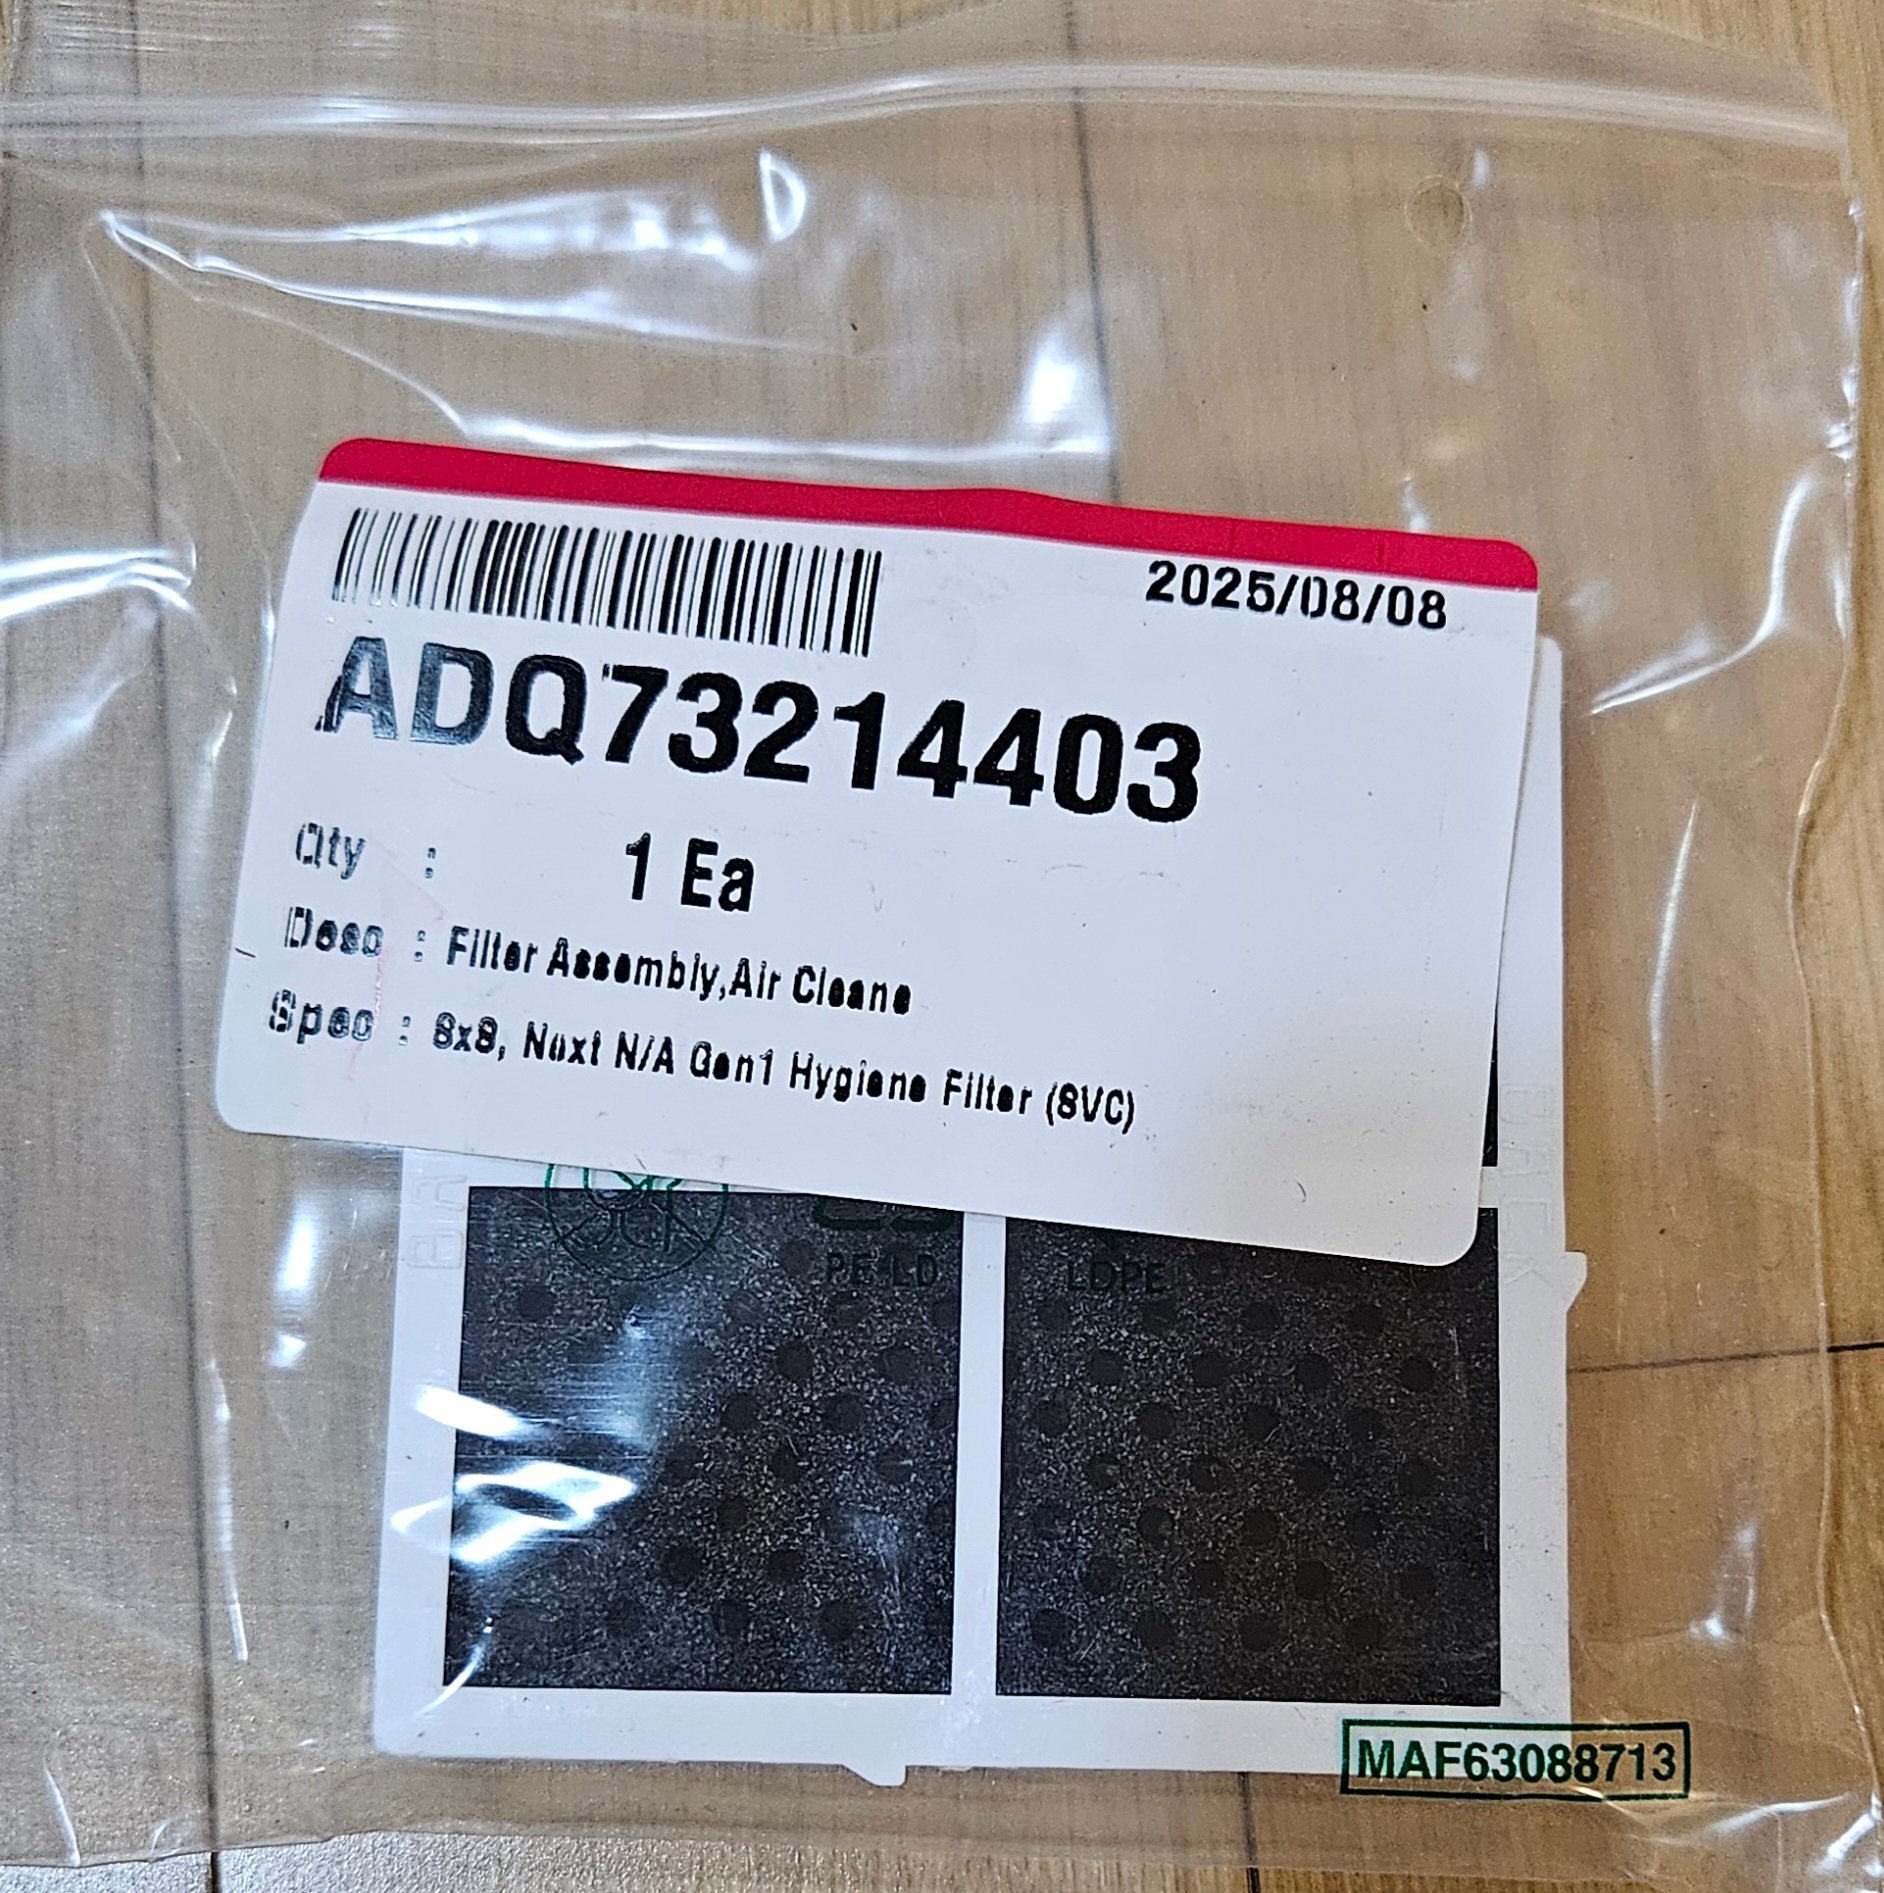 2025/08/08
ADQ73214403
Qty : 1 Ea
Desc : Filter Assembly,Air Cleane
Spec : 8x8, Next N/A Gen1 Hygiene Filter (SVC)
PE-LD LDPE
BACK
MAF63088713